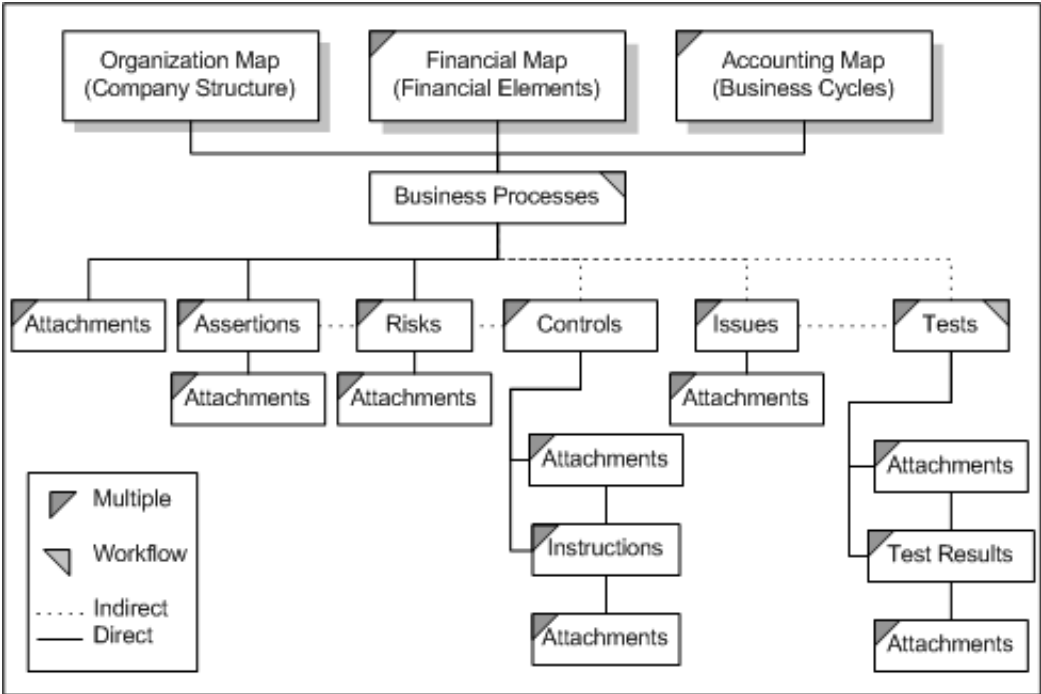 Organization Map
(Company Structure)
Financial Map
(Financial Elements)
Accounting Map
(Business Cycles)
Business Processes
Attachments
Assertions
Risks
Controls
Issues
Tests
Attachments
Attachments
Attachments
Attachments
Attachments
Instructions
Test Results
Attachments
Attachments
Multiple
Workflow
Indirect
Direct